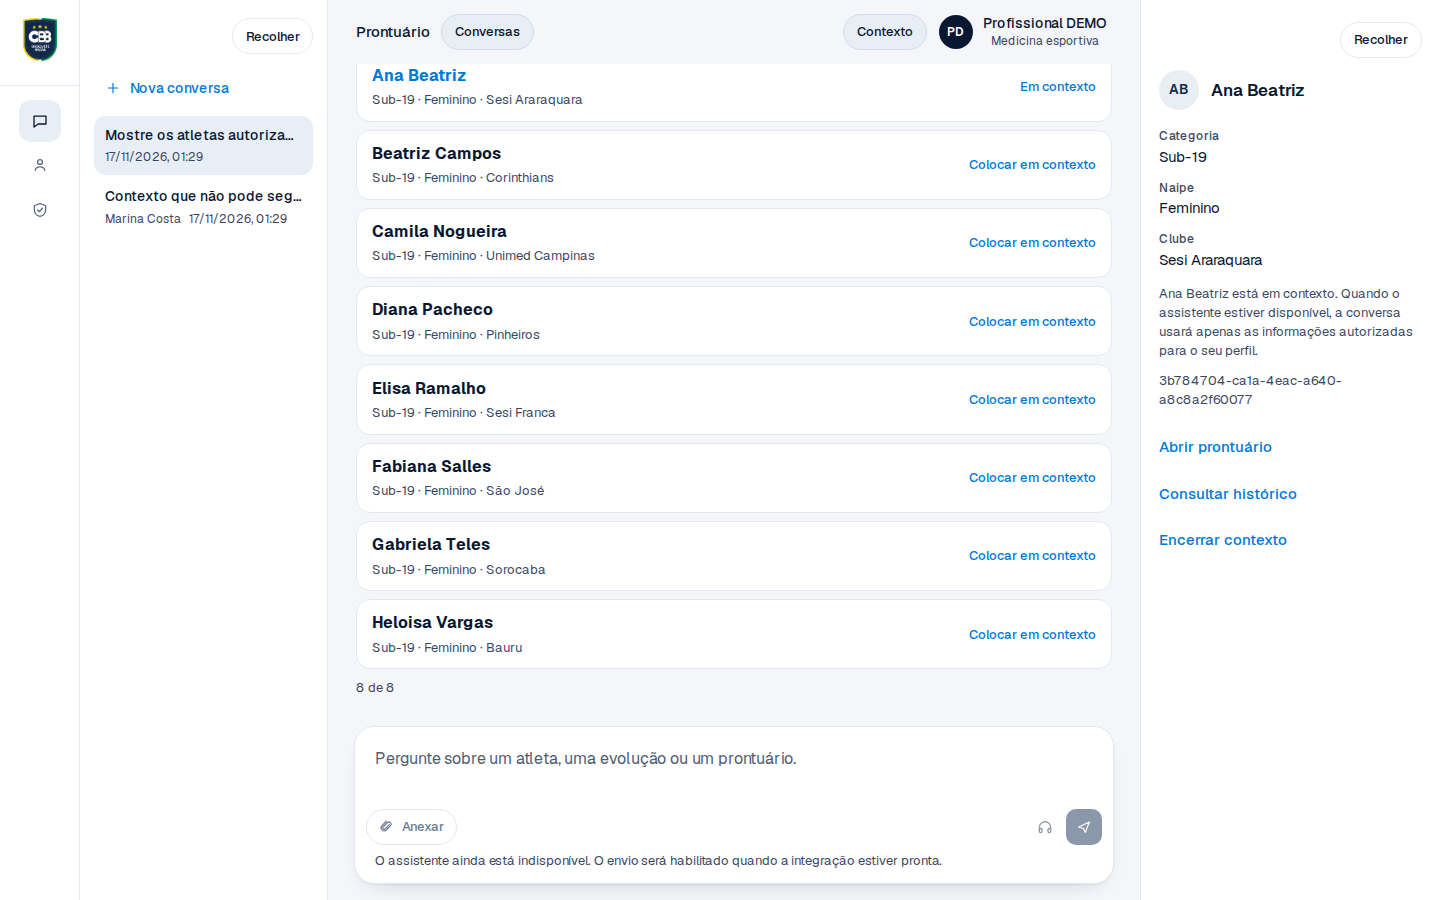 CBB
Recolher
Nova conversa
Mostre os atletas autoriza...
17/11/2026, 01:29
Contexto que não pode seg...
Marina Costa 17/11/2026, 01:29
Prontuário
Conversas
Contexto
PD
Profissional DEMO
Medicina esportiva
Ana Beatriz
Sub-19 · Feminino · Sesi Araraquara
Em contexto
Beatriz Campos
Sub-19 · Feminino · Corinthians
Colocar em contexto
Camila Nogueira
Sub-19 · Feminino · Unimed Campinas
Colocar em contexto
Diana Pacheco
Sub-19 · Feminino · Pinheiros
Colocar em contexto
Elisa Ramalho
Sub-19 · Feminino · Sesi Franca
Colocar em contexto
Fabiana Salles
Sub-19 · Feminino · São José
Colocar em contexto
Gabriela Teles
Sub-19 · Feminino · Sorocaba
Colocar em contexto
Heloisa Vargas
Sub-19 · Feminino · Bauru
Colocar em contexto
8 de 8
Pergunte sobre um atleta, uma evolução ou um prontuário.
Anexar
O assistente ainda está indisponível. O envio será habilitado quando a integração estiver pronta.
Recolher
AB
Ana Beatriz
Categoria
Sub-19
Naipe
Feminino
Clube
Sesi Araraquara
Ana Beatriz está em contexto. Quando o
assistente estiver disponível, a conversa
usará apenas as informações autorizadas
para o seu perfil.
3b784704-ca1a-4eac-a640-
a8c8a2f60077
Abrir prontuário
Consultar histórico
Encerrar contexto